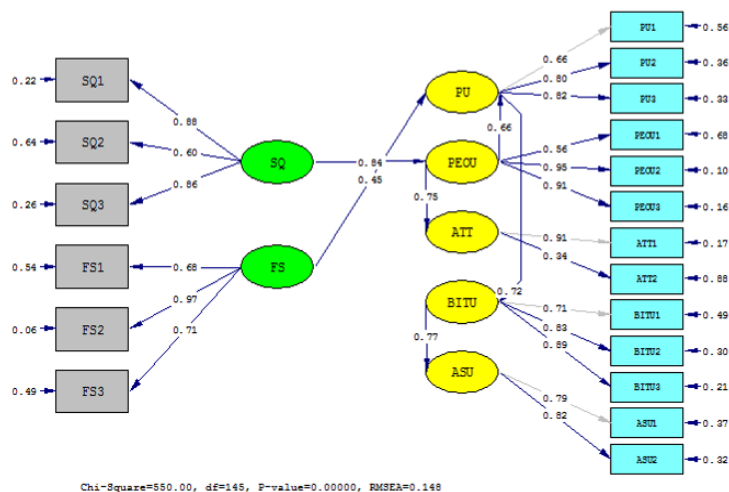 PU1 0.56
0.66
PU2 0.36
0.80
0.22 SQ1
PU
PU3 0.33
0.82
0.88
0.66
PEOU1 0.68
0.56
0.64 SQ2
0.60
SQ
0.84
PEOU
0.95
PEOU2 0.10
0.45
0.91
0.86
0.75
PEOU3 0.16
0.26 SQ3
ATT
0.91
ATT1 0.17
0.54 FS1
0.68
FS
0.34
ATT2 0.88
0.72
BITU
0.71
BITU1 0.49
0.97
0.06 FS2
0.77
0.83
BITU2 0.30
0.71
0.89
ASU
BITU3 0.21
0.49 FS3
0.79
ASU1 0.37
0.82
ASU2 0.32
Chi-Square=550.00, df=145, P-value=0.00000, RMSEA=0.148